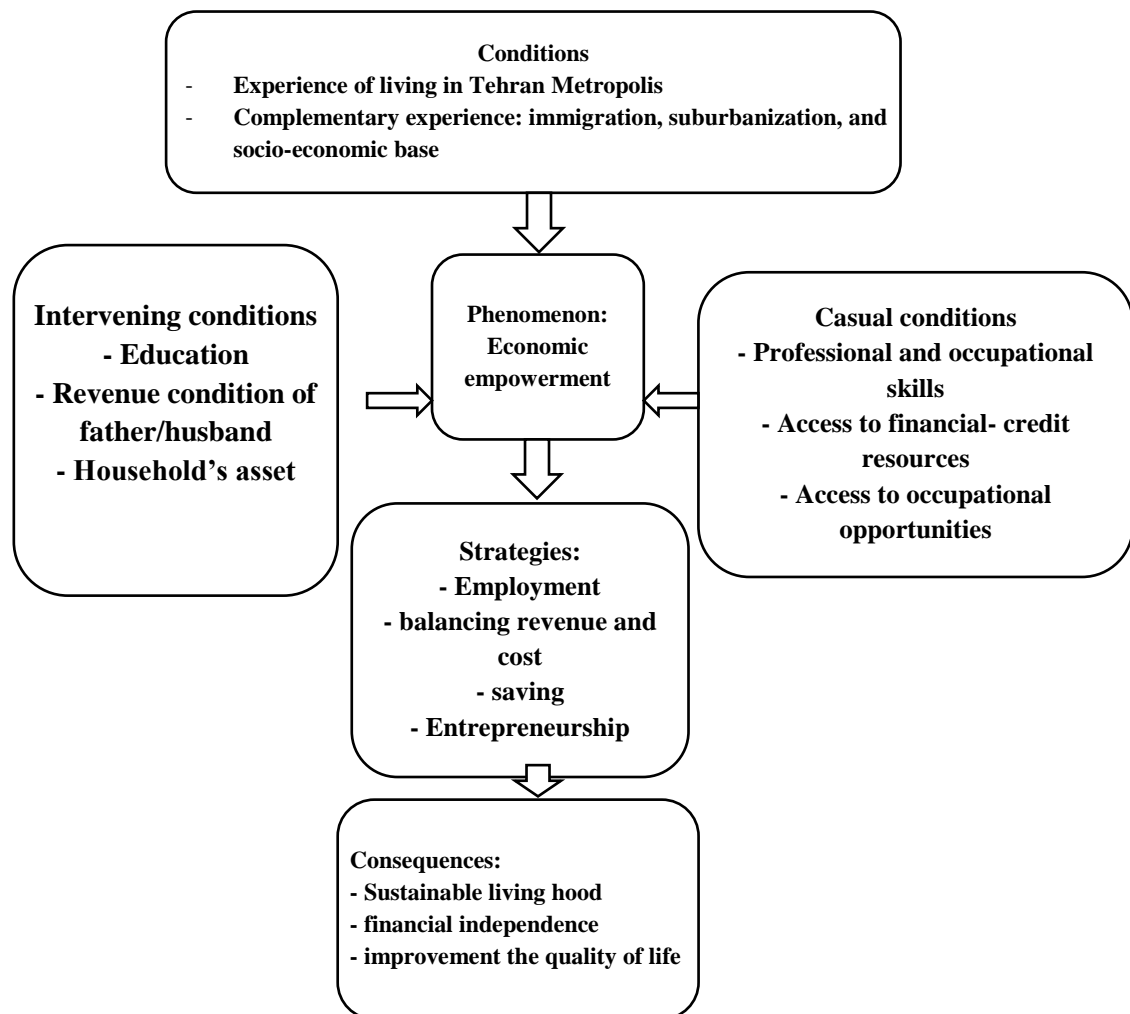 Conditions
- Experience of living in Tehran Metropolis
- Complementary experience: immigration, suburbanization, and
socio-economic base
Intervening conditions
- Education
- Revenue condition of
father/husband
- Household’s asset
Phenomenon:
Economic
empowerment
Casual conditions
- Professional and occupational
skills
- Access to financial- credit
resources
- Access to occupational
opportunities
Strategies:
- Employment
- balancing revenue and
cost
- saving
- Entrepreneurship
Consequences:
- Sustainable living hood
- financial independence
- improvement the quality of life